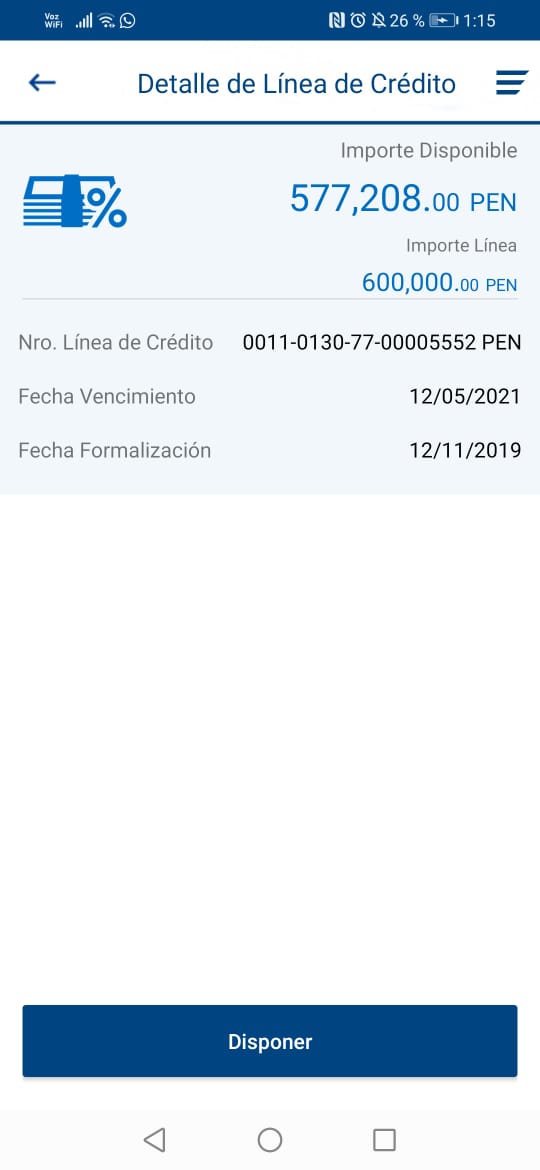 Voz WiFi 26 % 1:15
Detalle de Línea de Crédito
Importe Disponible
577,208.00 PEN
Importe Línea
600,000.00 PEN
Nro. Línea de Crédito 0011-0130-77-00005552 PEN
Fecha Vencimiento 12/05/2021
Fecha Formalización 12/11/2019
Disponer